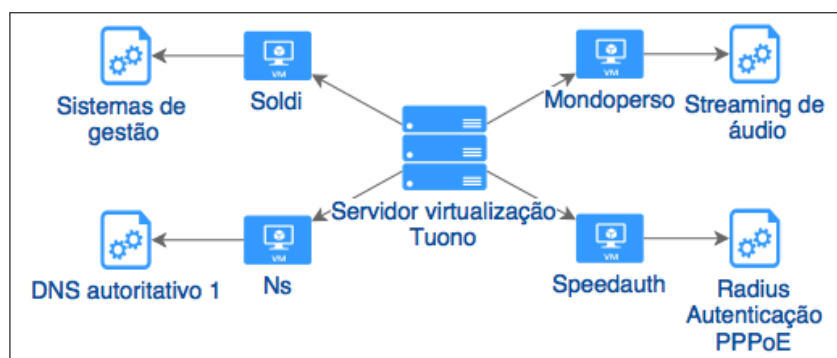 VM
Soldi
Sistemas de
gestão
VM
Mondoperso
Streaming de
áudio
Servidor virtualização
Tuono
VM
Ns
DNS autoritativo 1
VM
Speedauth
Radius
Autenticação
PPPoE